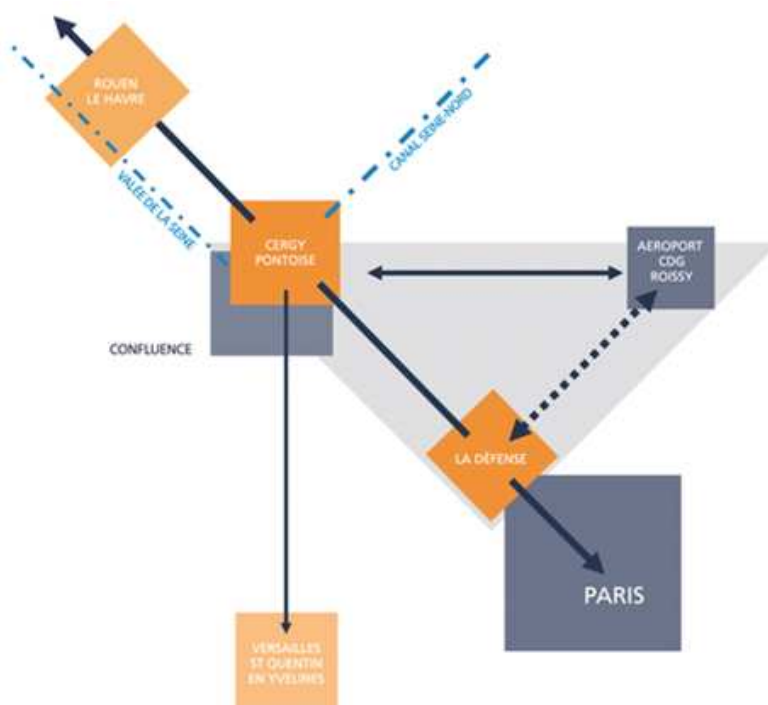 ROUEN
LE HAVRE
VALÉE DE LA SEINE
CANAL SEINE-NORD
CERGY
PONTOISE
AEROPORT
CDG
ROISSY
CONFLUENCE
LA DÉFENSE
PARIS
VERSAILLES
ST QUENTIN
EN YVELINES